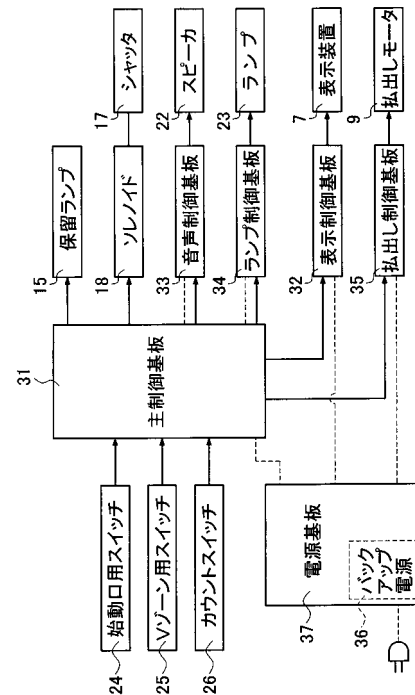 31
主制御基板
24
始動口用スイッチ
25
Vゾーン用スイッチ
26
カウントスイッチ
15
保留ランプ
18
ソレノイド
17
シャッタ
33
音声制御基板
22
スピーカ
34
ランプ制御基板
23
ランプ
32
表示制御基板
7
表示装置
35
払出し制御基板
9
払出しモータ
37
電源基板
36
バック
アップ
電源